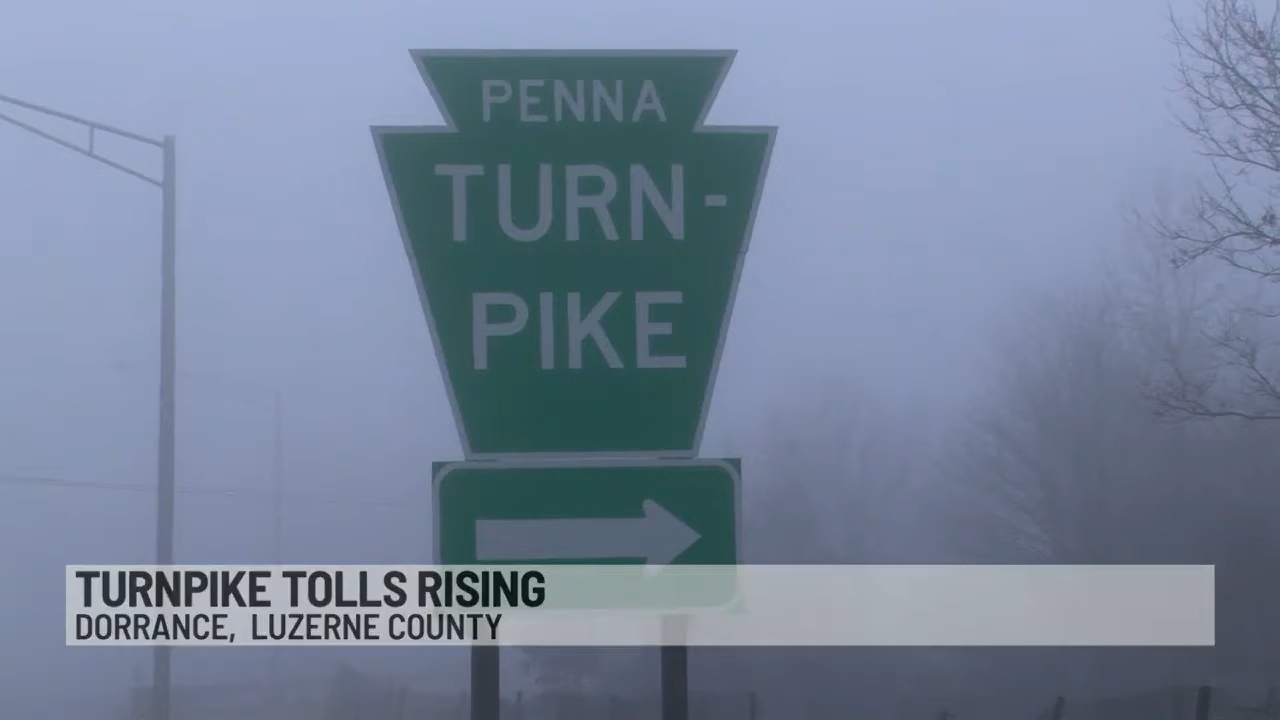 PENNA
TURN-
PIKE
TURNPIKE TOLLS RISING
DORRANCE, LUZERNE COUNTY